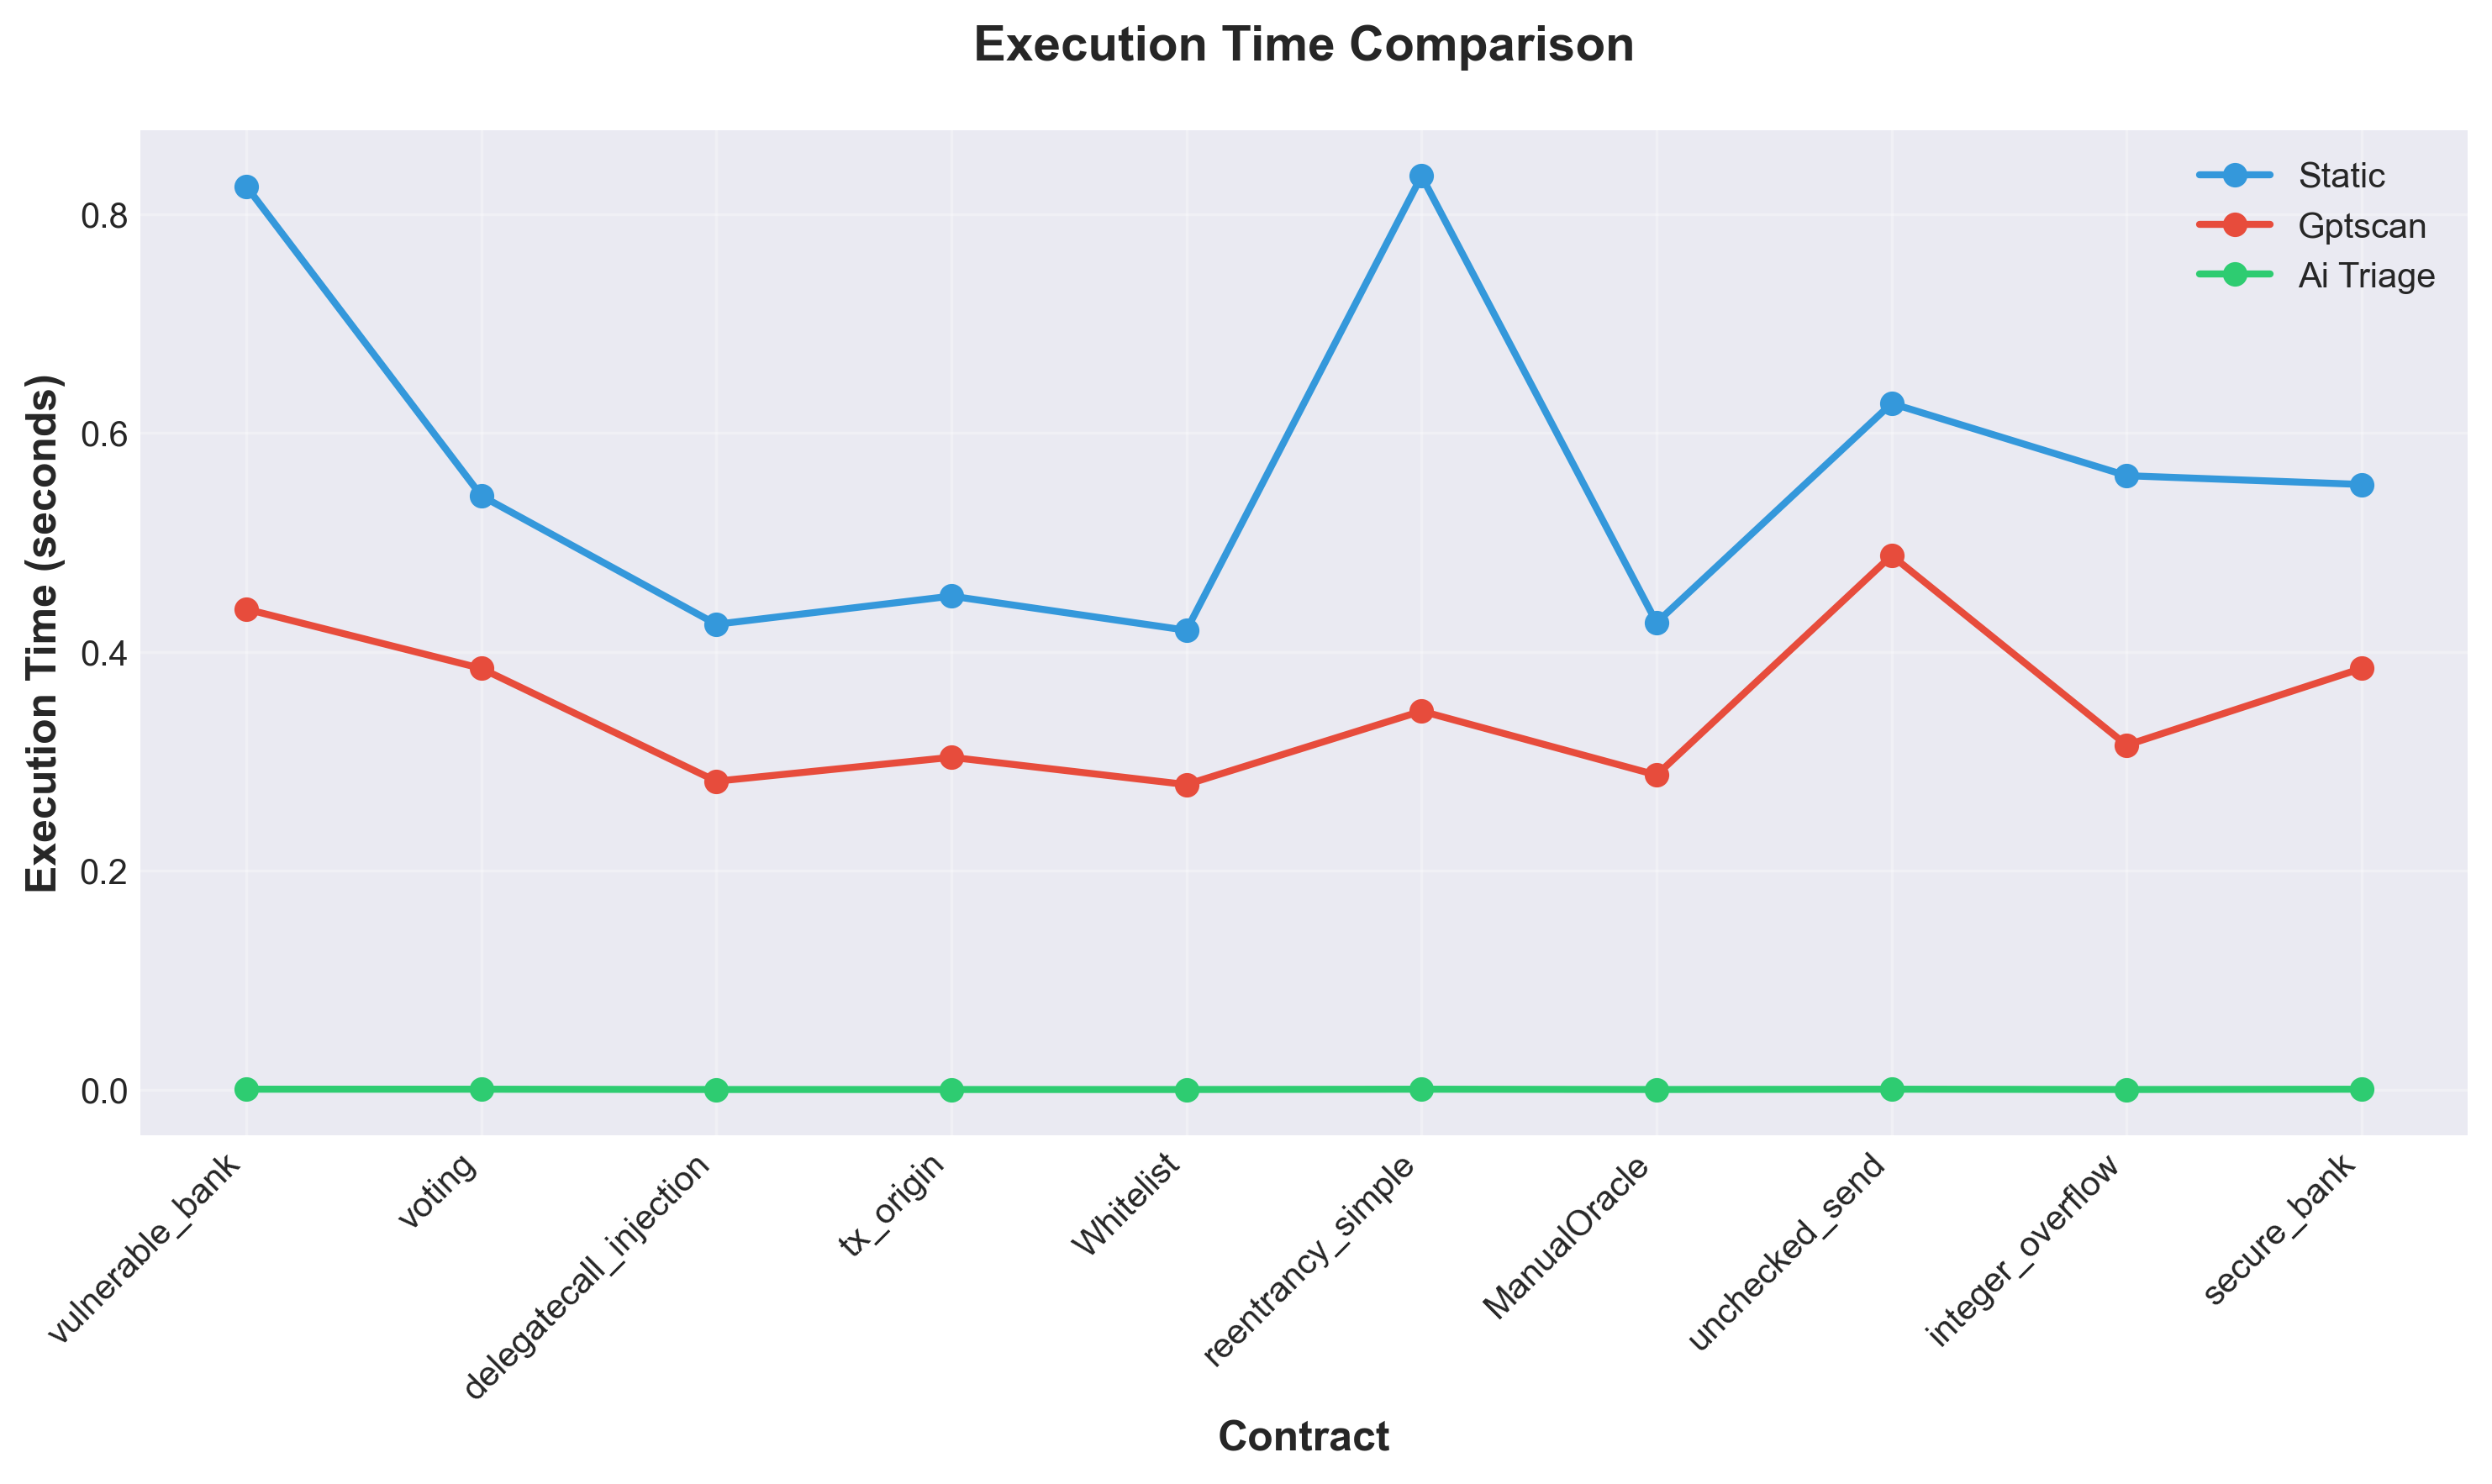 Execution Time Comparison
Static
Gptscan
Ai Triage
Execution Time (seconds)
0.8
0.6
0.4
0.2
0.0
vulnerable_bank
voting
delegatecall_injection
tx_origin
Whitelist
reentrancy_simple
ManualOracle
unchecked_send
integer_overflow
secure_bank
Contract